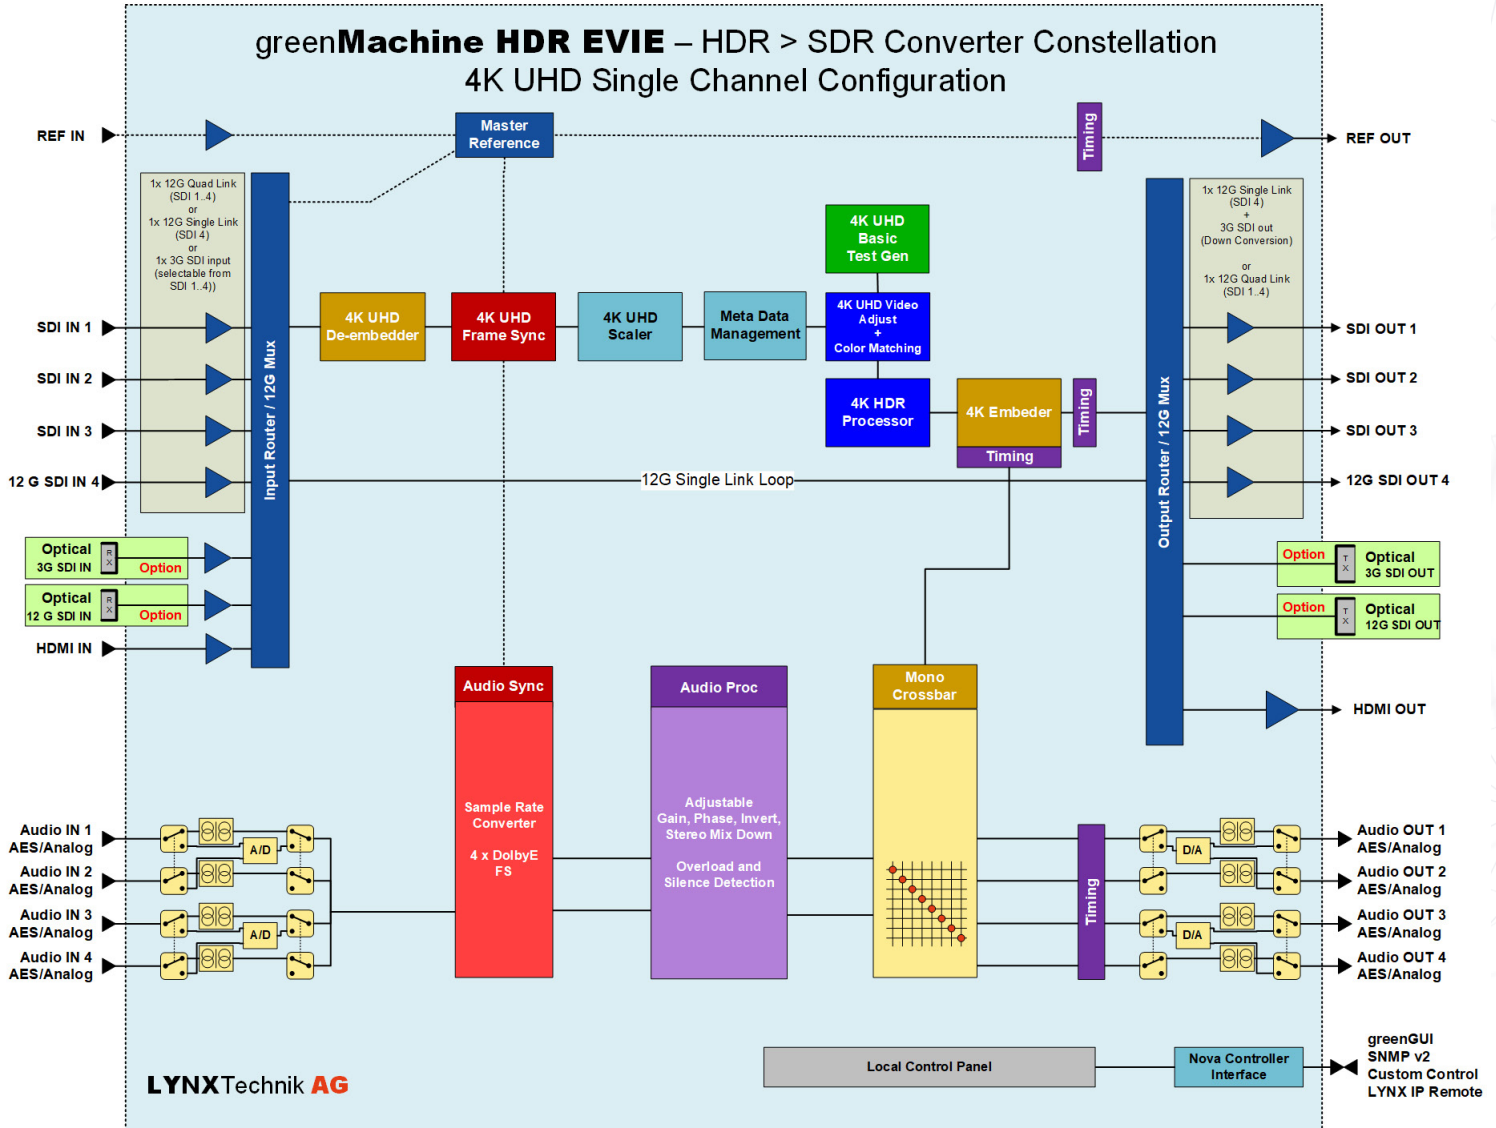 greenMachine HDR EVIE – HDR > SDR Converter Constellation
4K UHD Single Channel Configuration
REF IN
Master
Reference
Timing
REF OUT
1x 12G Quad Link
(SDI 1..4)
or
1x 12G Single Link
(SDI 4)
or
1x 3G SDI input
(selectable from
SDI 1..4))
Input Router / 12G Mux
SDI IN 1
SDI IN 2
SDI IN 3
12 G SDI IN 4
Optical
3G SDI IN
RX
Option
Optical
12 G SDI IN
RX
Option
HDMI IN
4K UHD
De-embedder
4K UHD
Frame Sync
4K UHD
Scaler
Meta Data
Management
4K UHD
Basic
Test Gen
4K UHD Video
Adjust
+
Color Matching
4K HDR
Processor
4K Embeder
Timing
Timing
12G Single Link Loop
Output Router / 12G Mux
1x 12G Single Link
(SDI 4)
+
3G SDI out
(Down Conversion)
or
1x 12G Quad Link
(SDI 1..4)
SDI OUT 1
SDI OUT 2
SDI OUT 3
12G SDI OUT 4
Option
TX
Optical
3G SDI OUT
Option
TX
Optical
12G SDI OUT
HDMI OUT
Audio Sync
Sample Rate
Converter
4 x DolbyE
FS
Audio Proc
Adjustable
Gain, Phase, Invert,
Stereo Mix Down
Overload and
Silence Detection
Mono
Crossbar
Audio IN 1
AES/Analog
Audio IN 2
AES/Analog
Audio IN 3
AES/Analog
Audio IN 4
AES/Analog
A/D
A/D
Timing
D/A
D/A
Audio OUT 1
AES/Analog
Audio OUT 2
AES/Analog
Audio OUT 3
AES/Analog
Audio OUT 4
AES/Analog
Local Control Panel
Nova Controller
Interface
greenGUI
SNMP v2
Custom Control
LYNX IP Remote
LYNXTechnik AG